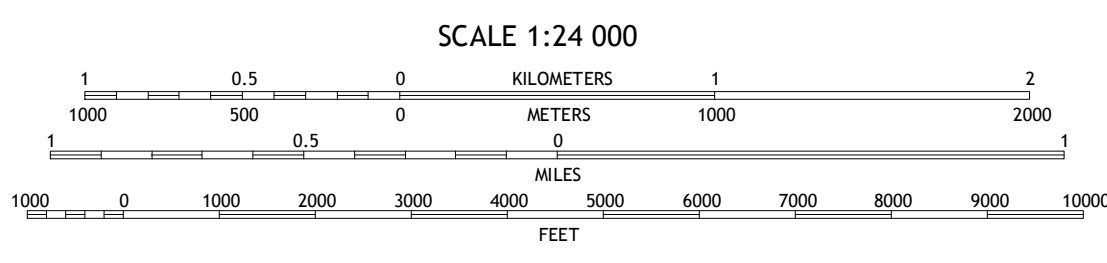 SCALE 1:24 000
1 0.5 0 KILOMETERS 1 2
1000 500 0 METERS 1000 2000
1 0.5 0 1
MILES
1000 0 1000 2000 3000 4000 5000 6000 7000 8000 9000 10000
FEET